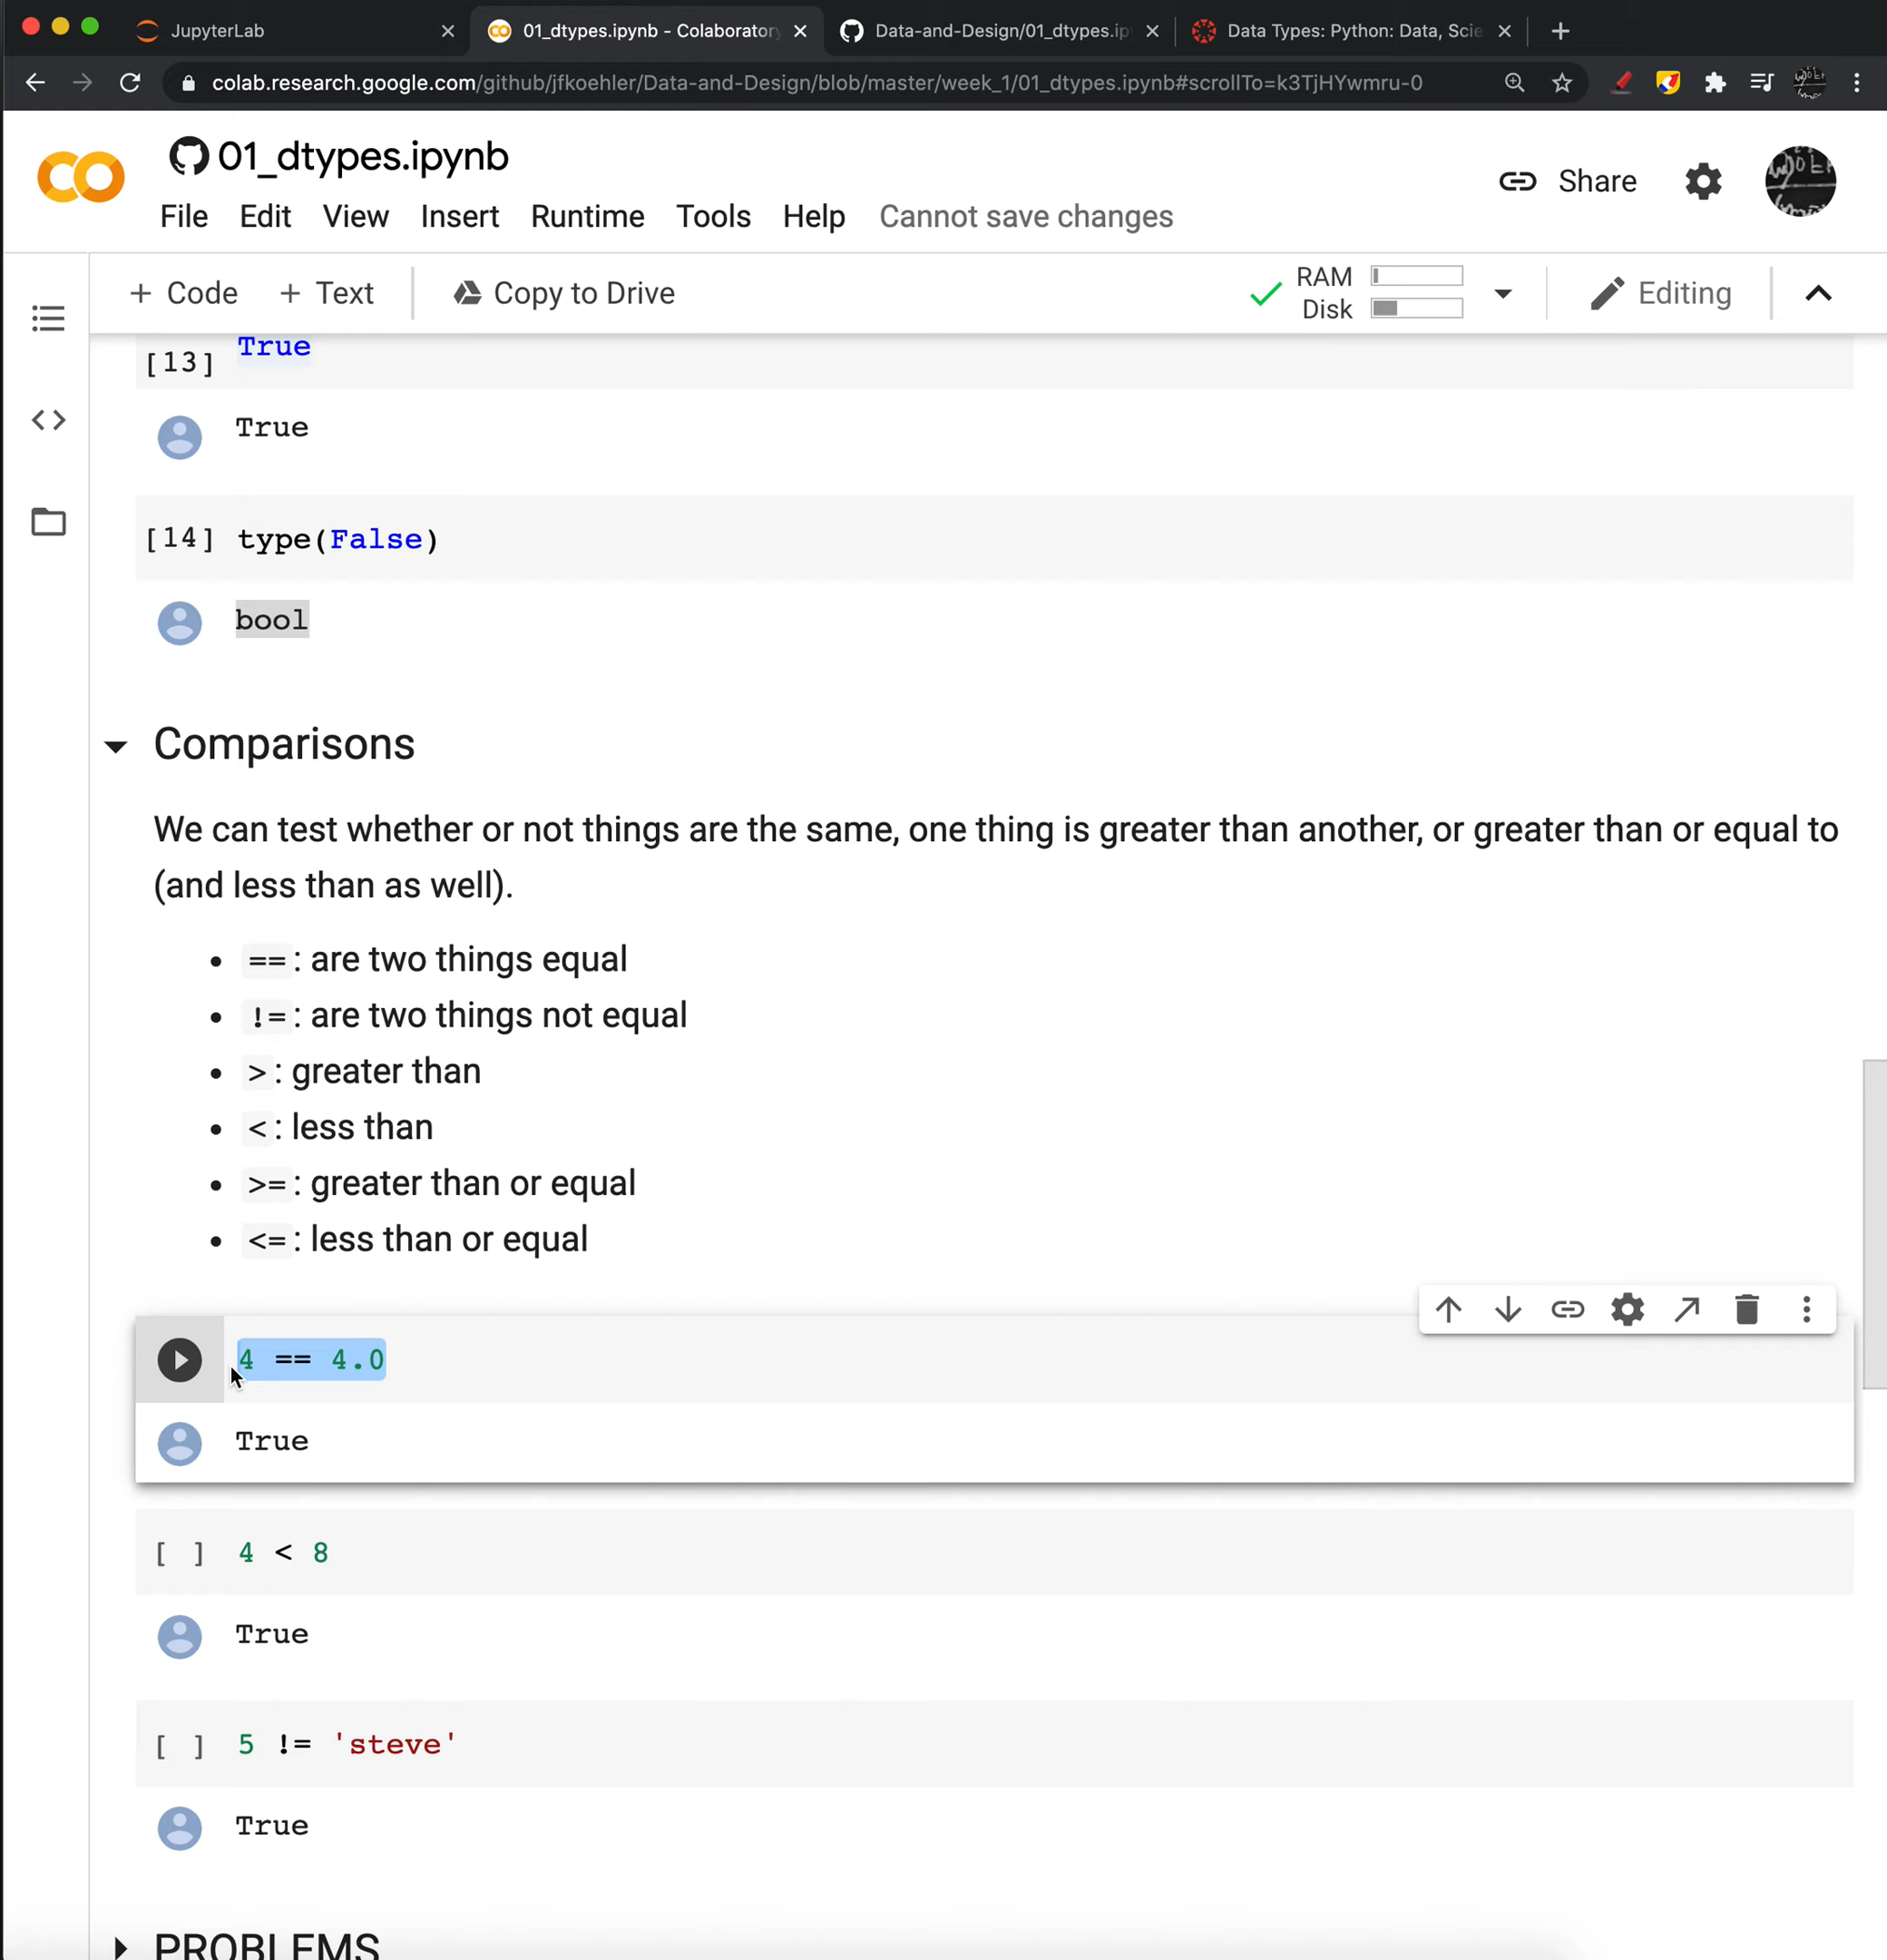 JupyterLab
01_dtypes.ipynb - Colaboratory
Data-and-Design/01_dtypes.ip
Data Types: Python: Data, Scie
colab.research.google.com/github/jfkoehler/Data-and-Design/blob/master/week_1/01_dtypes.ipynb#scrollTo=k3TjHYwmru-0
01_dtypes.ipynb
Share
File Edit View Insert Runtime Tools Help Cannot save changes
+ Code + Text Copy to Drive
RAM
Disk
Editing
[13] True
True
[14] type(False)
bool
Comparisons
We can test whether or not things are the same, one thing is greater than another, or greater than or equal to
(and less than as well).
• == : are two things equal
• != : are two things not equal
• > : greater than
• < : less than
• >= : greater than or equal
• <= : less than or equal
4 == 4.0
True
[ ] 4 < 8
True
[ ] 5 != 'steve'
True
PROBLEMS